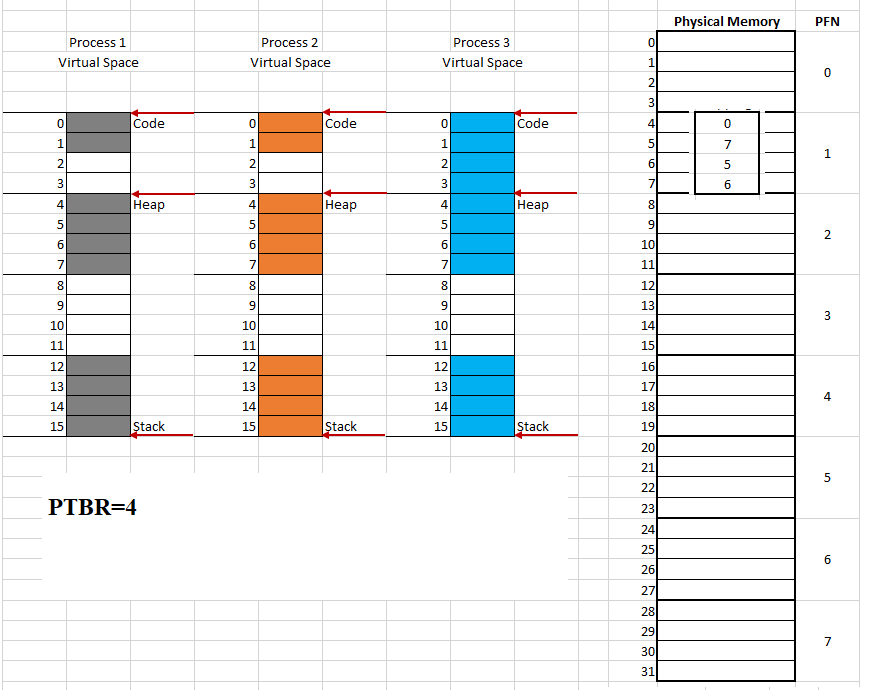 Physical Memory PFN
Process 1 Process 2 Process 3 0
Virtual Space Virtual Space Virtual Space 1
0
2
3
0 Code 0 Code 0 Code 4 0
1 1 1 5 7
1
2 2 2 6 5
3 3 3 7 6
4 Heap 4 Heap 4 Heap 8
5 5 5 9
2
6 6 6 10
7 7 7 11
8 8 8 12
9 9 9 13
3
10 10 10 14
11 11 11 15
12 12 12 16
13 13 13 17
4
14 14 14 18
15 Stack 15 Stack 15 Stack 19
20
21
5
22
PTBR=4 23
24
25
6
26
27
28
29
7
30
31